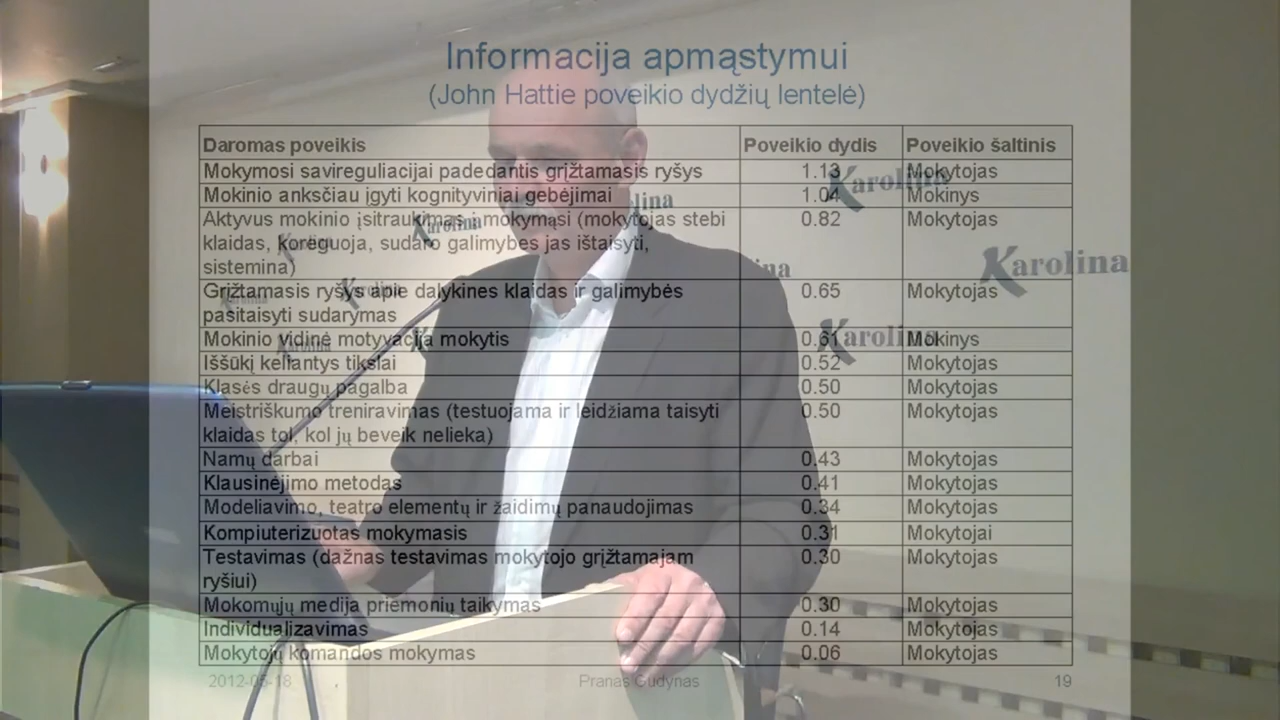 Informacija apmąstymui
(John Hattie poveikio dydžių lentelė)
Daromas poveikis Poveikio dydis Poveikio šaltinis
Mokymosi savireguliacijai padedantis grįžtamasis ryšys 1.13 Mokytojas
Mokinio anksčiau įgyti kognityviniai gebėjimai 1.04 Mokinys
Aktyvus mokinio įsitraukimas į mokymąsi (mokytojas stebi 0.82 Mokytojas
klaidas, koreguoja, sudaro galimybes jas ištaisyti,
sistemina)
Grįžtamasis ryšys apie dalykines klaidas ir galimybės 0.65 Mokytojas
pasitaisyti sudarymas
Mokinio vidinė motyvacija mokytis 0.61 Mokinys
Iššūkį keliantys tikslai 0.52 Mokytojas
Klasės draugų pagalba 0.50 Mokytojas
Meistriškumo treniravimas (testuojama ir leidžiama taisyti 0.50 Mokytojas
klaidas tol, kol jų beveik nelieka)
Namų darbai 0.43 Mokytojas
Klausinėjimo metodas 0.41 Mokytojas
Modeliavimo, teatro elementų ir žaidimų panaudojimas 0.34 Mokytojas
Kompiuterizuotas mokymasis 0.31 Mokytojai
Testavimas (dažnas testavimas mokytojo grįžtamajam 0.30 Mokytojas
ryšiui)
Mokomųjų medija priemonių taikymas 0.30 Mokytojas
Individualizavimas 0.14 Mokytojas
Mokytojų komandos mokymas 0.06 Mokytojas
2012-05-18 Pranas Gudynas 19
Karolina
Karolina
Karolina
Karolina
Karolina
Karolina
Karolina